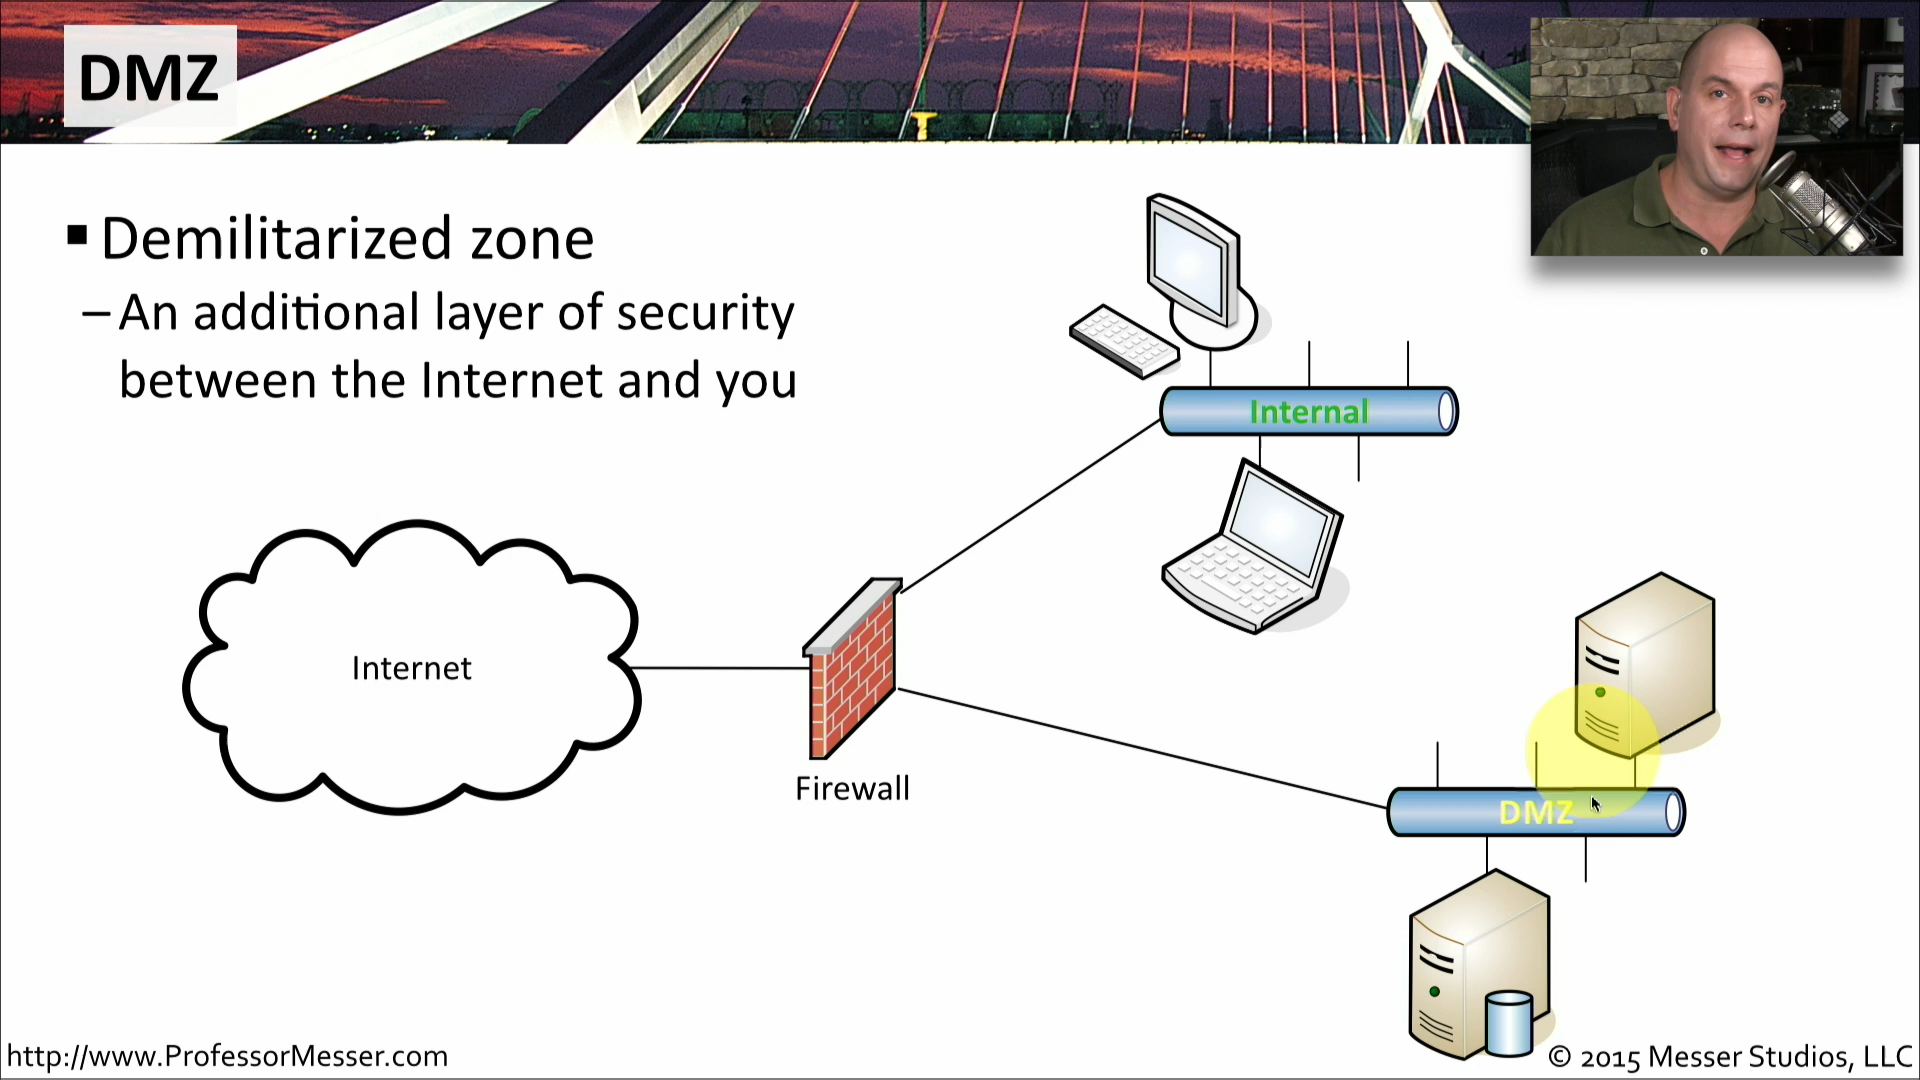 DMZ
▪ Demilitarized zone
– An additional layer of security
between the Internet and you
Internal
Internet
Firewall
DMZ
http://www.ProfessorMesser.com
© 2015 Messer Studios, LLC